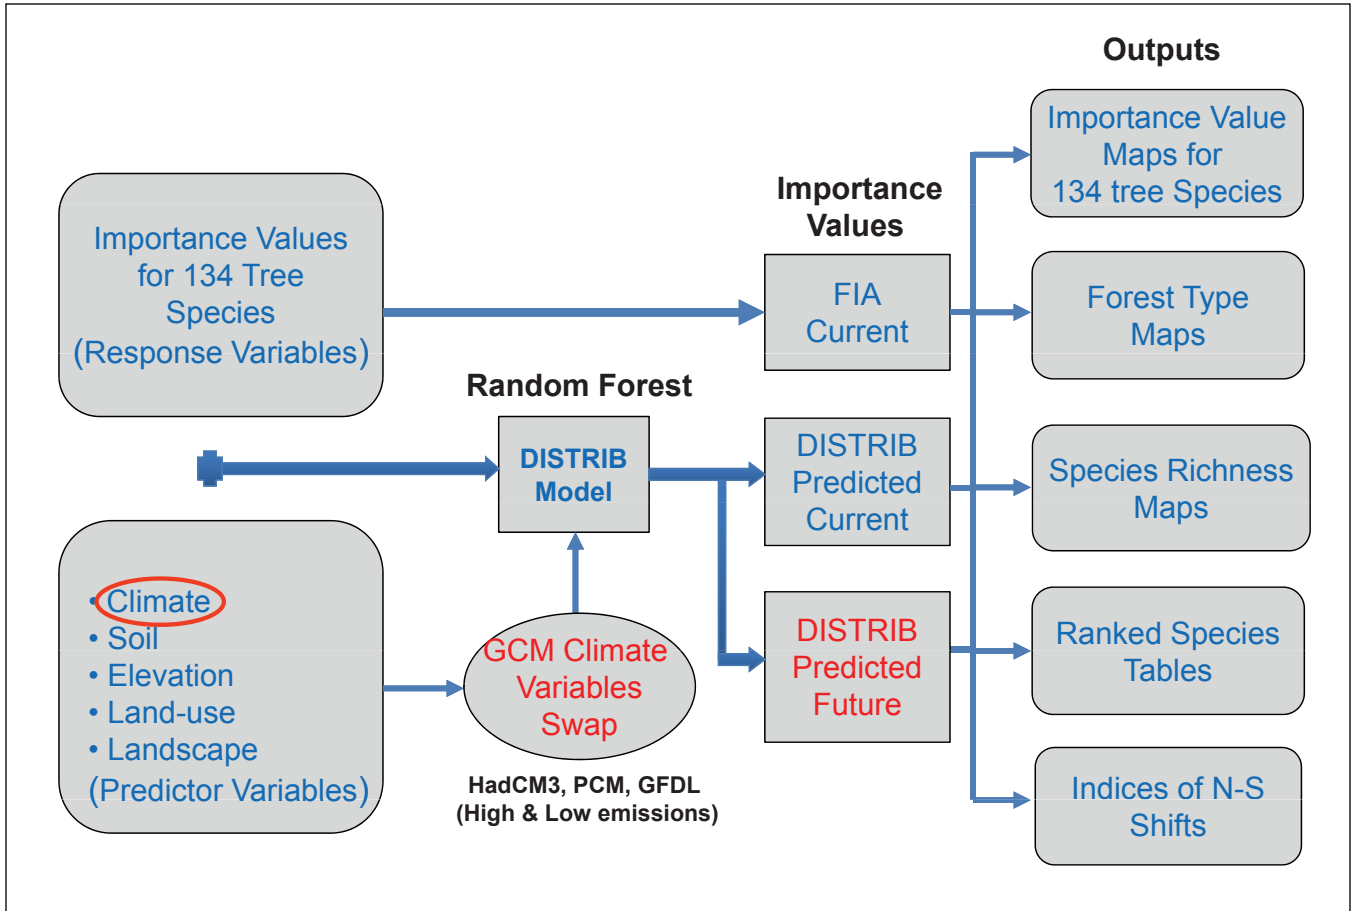 Outputs
Importance Value
Maps for
134 tree Species
Importance
Values
Importance Values
for 134 Tree
Species
(Response Variables)
FIA
Current
Forest Type
Maps
Random Forest
DISTRIB
Model
DISTRIB
Predicted
Current
Species Richness
Maps
• Climate
• Soil
• Elevation
• Land-use
• Landscape
(Predictor Variables)
GCM Climate
Variables
Swap
HadCM3, PCM, GFDL
(High & Low emissions)
DISTRIB
Predicted
Future
Ranked Species
Tables
Indices of N-S
Shifts